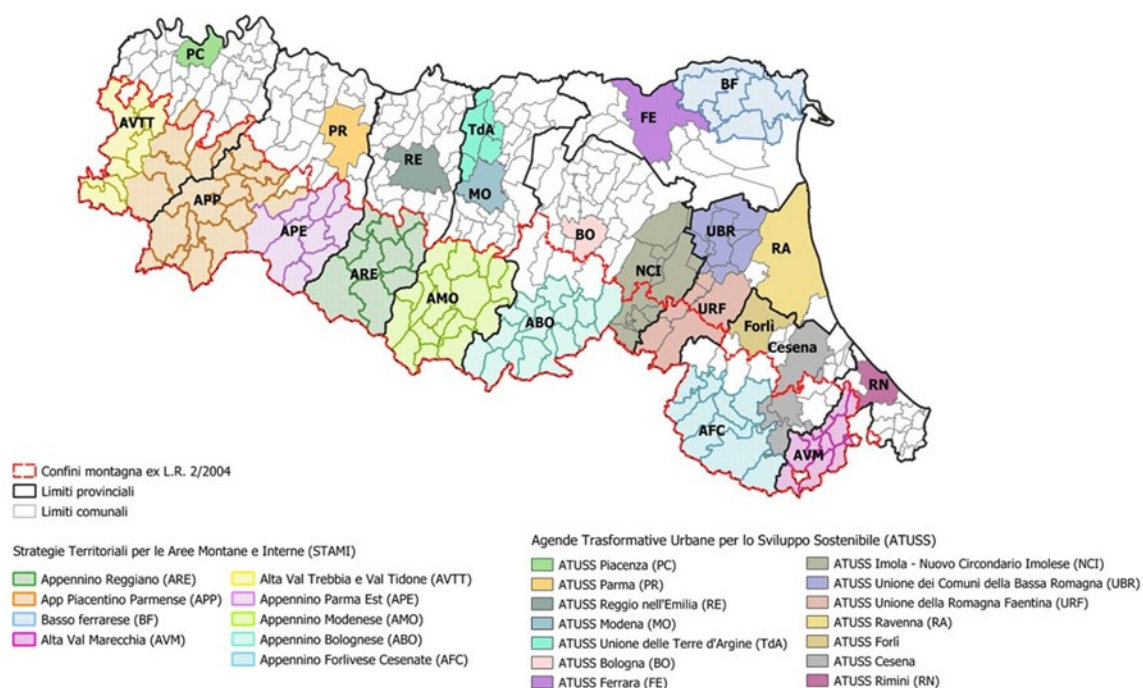 PC
AVTT
APP
PR
APE
RE
ARE
TdA
MO
AMO
BO
ABO
FE
BF
NCI
UBR
RA
URF
Forlì
Cesena
RN
AFC
AVM
Confini montagna ex L.R. 2/2004
Limiti provinciali
Limiti comunali
Strategie Territoriali per le Aree Montane e Interne (STAMI)
Appennino Reggiano (ARE)
App Piacentino Parmense (APP)
Basso ferrarese (BF)
Alta Val Marecchia (AVM)
Alta Val Trebbia e Val Tidone (AVTT)
Appennino Parma Est (APE)
Appennino Modenese (AMO)
Appennino Bolognese (ABO)
Appennino Forlivese Cesenate (AFC)
Agende Trasformative Urbane per lo Sviluppo Sostenibile (ATUSS)
ATUSS Piacenza (PC)
ATUSS Parma (PR)
ATUSS Reggio nell'Emilia (RE)
ATUSS Modena (MO)
ATUSS Unione delle Terre d'Argine (TdA)
ATUSS Bologna (BO)
ATUSS Ferrara (FE)
ATUSS Imola - Nuovo Circondario Imolese (NCI)
ATUSS Unione dei Comuni della Bassa Romagna (UBR)
ATUSS Unione della Romagna Faentina (URF)
ATUSS Ravenna (RA)
ATUSS Forlì
ATUSS Cesena
ATUSS Rimini (RN)